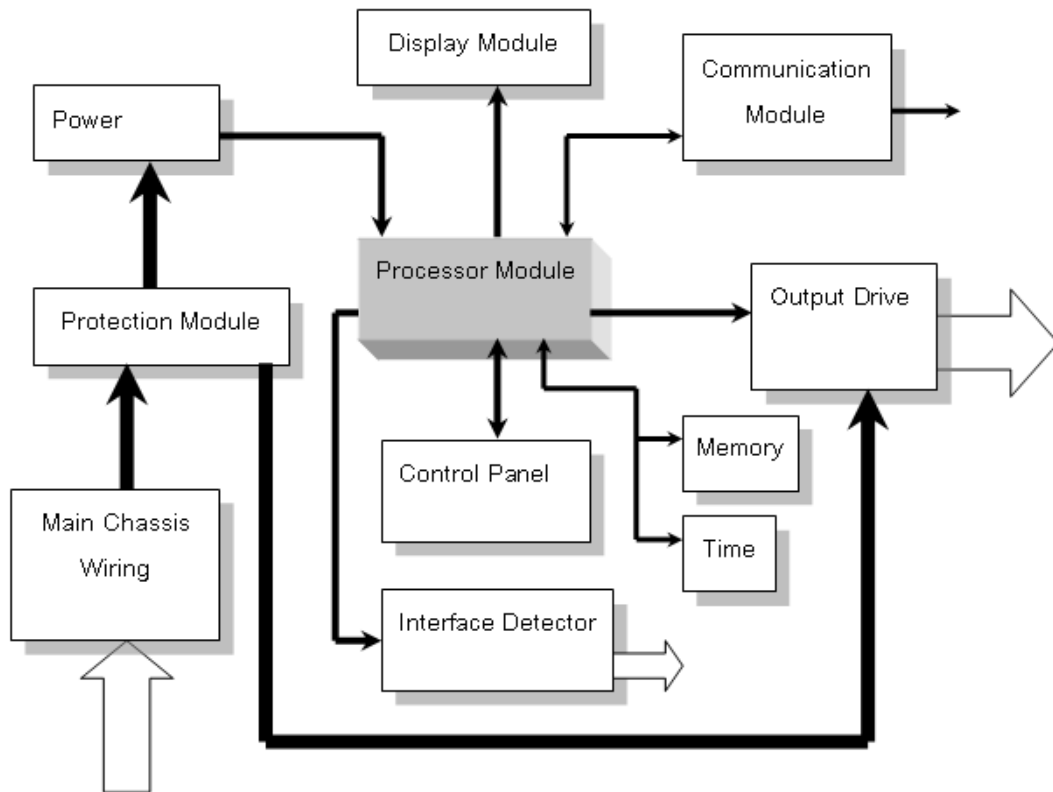 Display Module
Communication
Module
Power
Processor Module
Output Drive
Protection Module
Control Panel
Memory
Main Chassis
Wiring
Time
Interface Detector